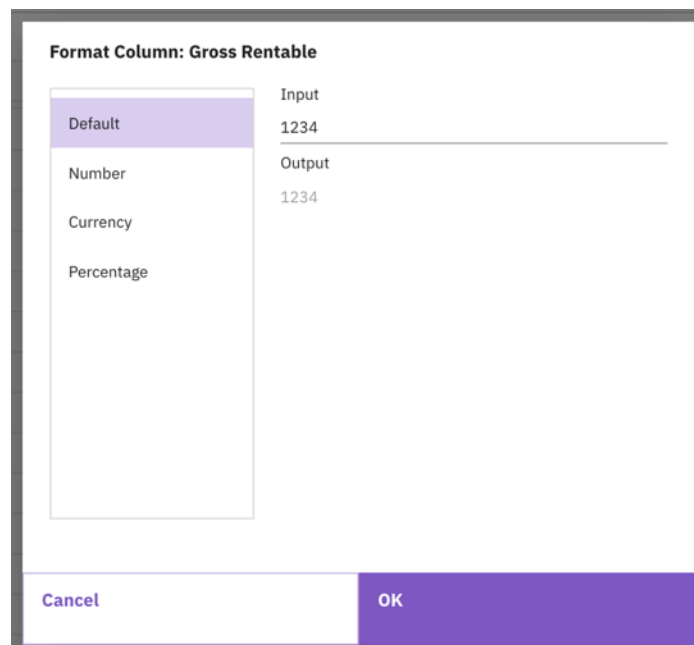 Format Column: Gross Rentable
Default
Number
Currency
Percentage
Input
1234
Output
1234
Cancel
OK